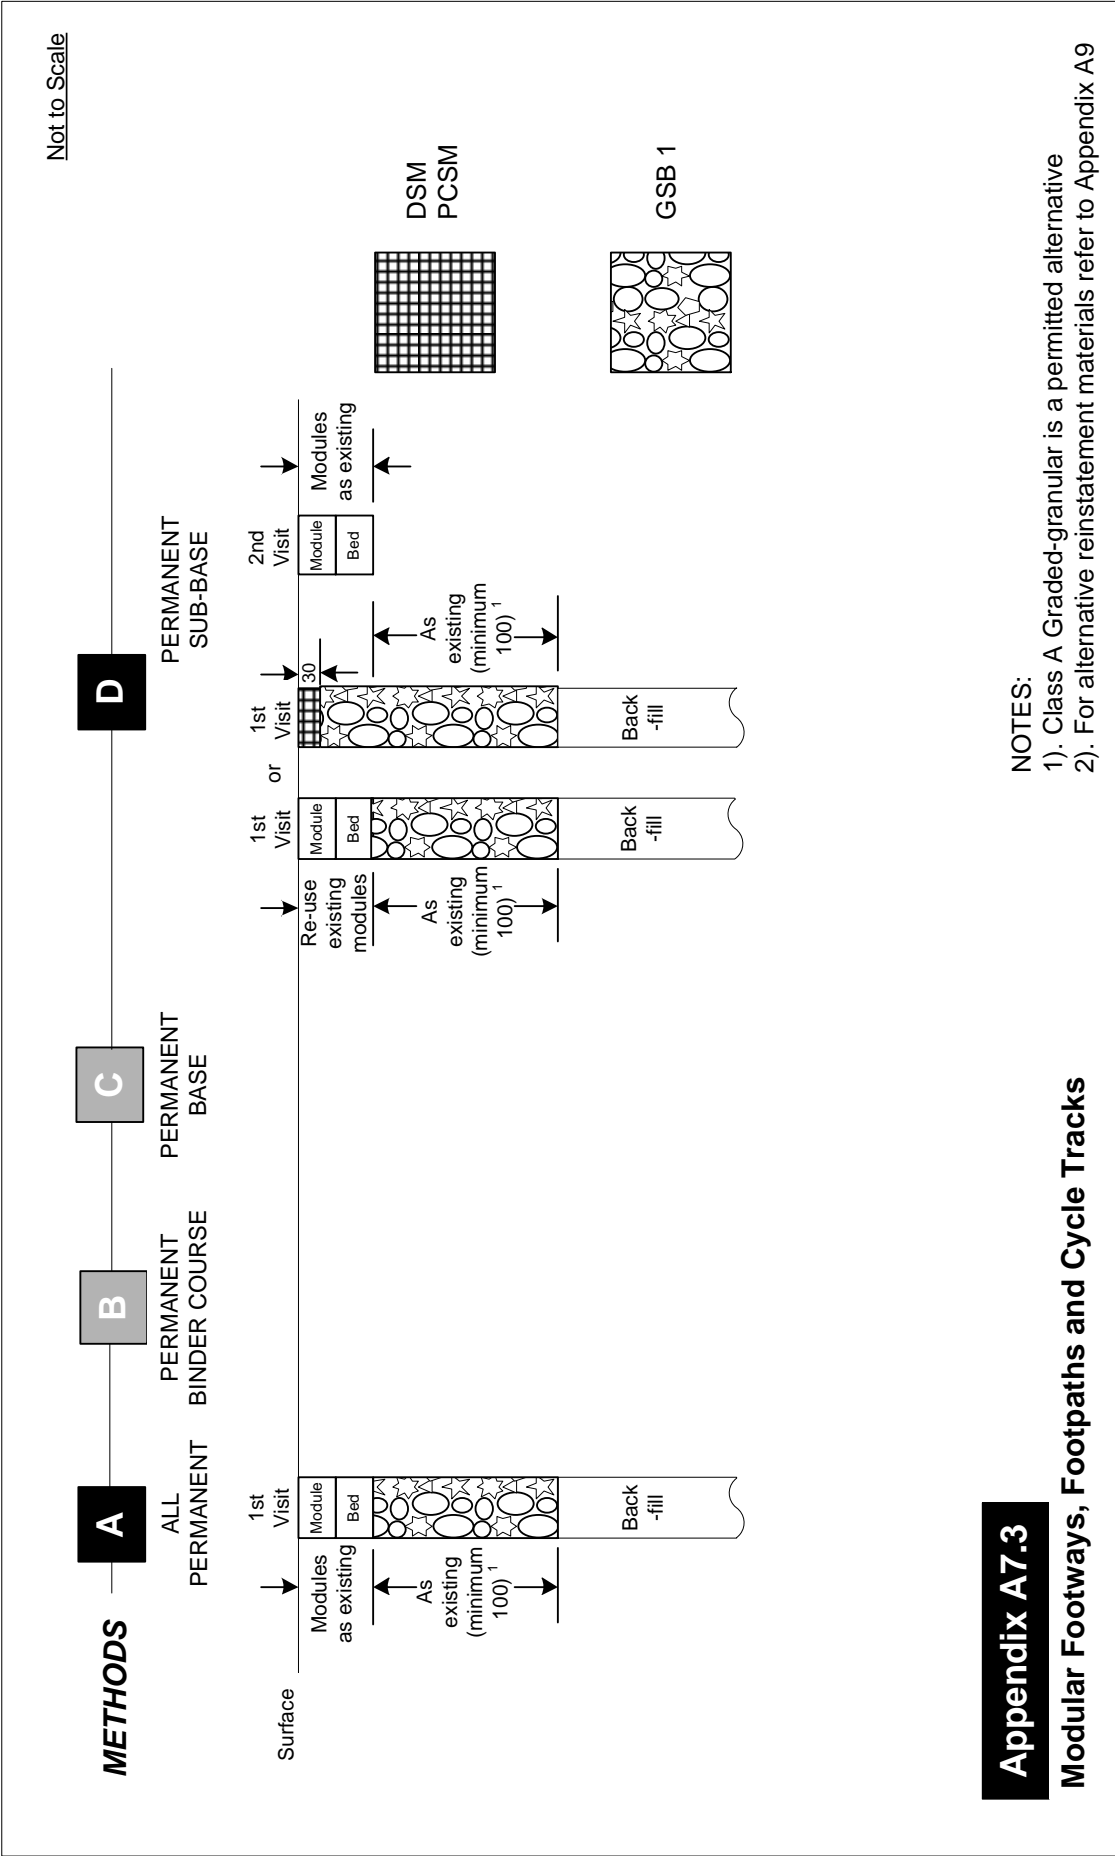 Not to Scale
METHODS
A
B
C
D
ALL
PERMANENT
PERMANENT
BINDER COURSE
PERMANENT
BASE
PERMANENT
SUB-BASE
Surface
1st
Visit
Module
Bed
Back
-fill
Modules
as existing
As
existing
(minimum
100) 1
1st
Visit
Module
Bed
Back
-fill
Re-use
existing
modules
As
existing
(minimum
100) 1
or
1st
Visit
30
Back
-fill
As
existing
(minimum
100) 1
2nd
Visit
Module
Bed
Modules
as existing
DSM
PCSM
GSB 1
NOTES:
1). Class A Graded-granular is a permitted alternative
2). For alternative reinstatement materials refer to Appendix A9
Appendix A7.3
Modular Footways, Footpaths and Cycle Tracks